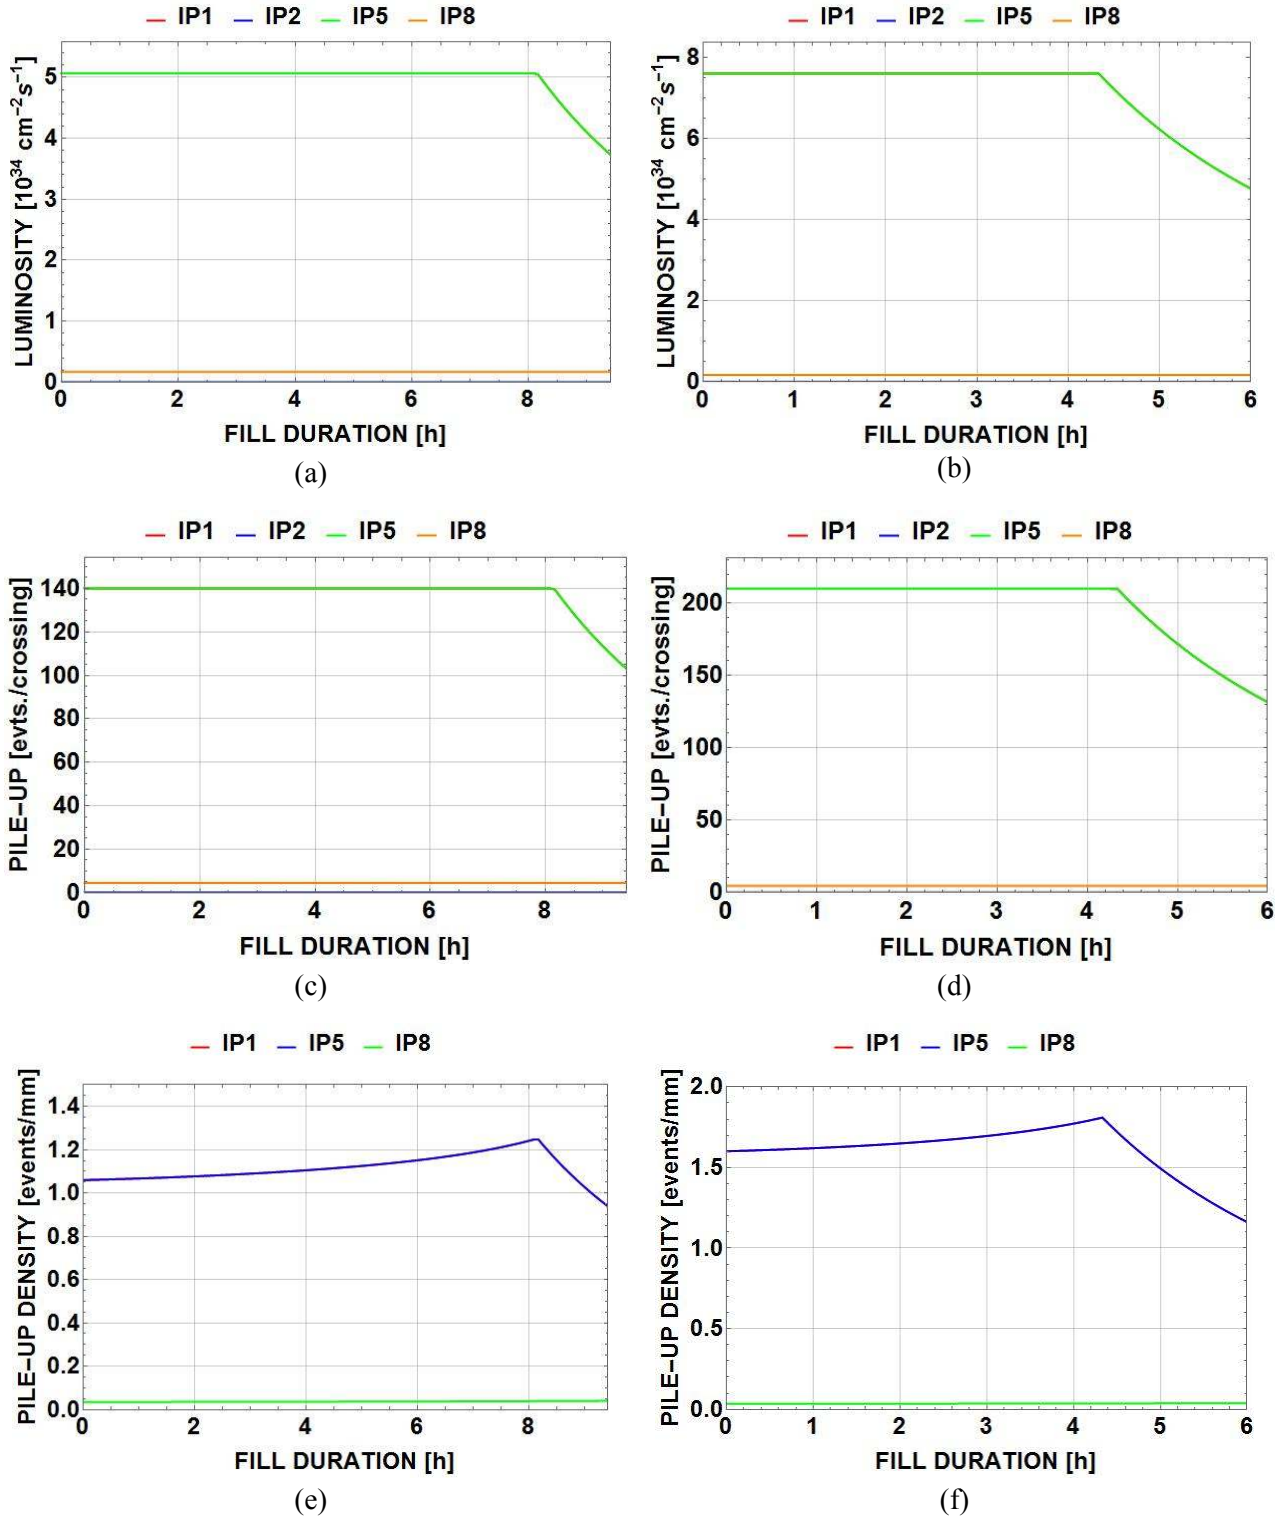 IP1 IP2 IP5 IP8
LUMINOSITY [10^34 cm^−2 s^−1]
5
4
3
2
1
0
0 2 4 6 8
FILL DURATION [h]
(a)
IP1 IP2 IP5 IP8
LUMINOSITY [10^34 cm^−2 s^−1]
8
6
4
2
0
0 1 2 3 4 5 6
FILL DURATION [h]
(b)
IP1 IP2 IP5 IP8
PILE−UP [evts./crossing]
140
120
100
80
60
40
20
0
0 2 4 6 8
FILL DURATION [h]
(c)
IP1 IP2 IP5 IP8
PILE−UP [evts./crossing]
200
150
100
50
0
0 1 2 3 4 5 6
FILL DURATION [h]
(d)
IP1 IP5 IP8
PILE−UP DENSITY [events/mm]
1.4
1.2
1.0
0.8
0.6
0.4
0.2
0.0
0 2 4 6 8
FILL DURATION [h]
(e)
IP1 IP5 IP8
PILE−UP DENSITY [events/mm]
2.0
1.5
1.0
0.5
0.0
0 1 2 3 4 5 6
FILL DURATION [h]
(f)